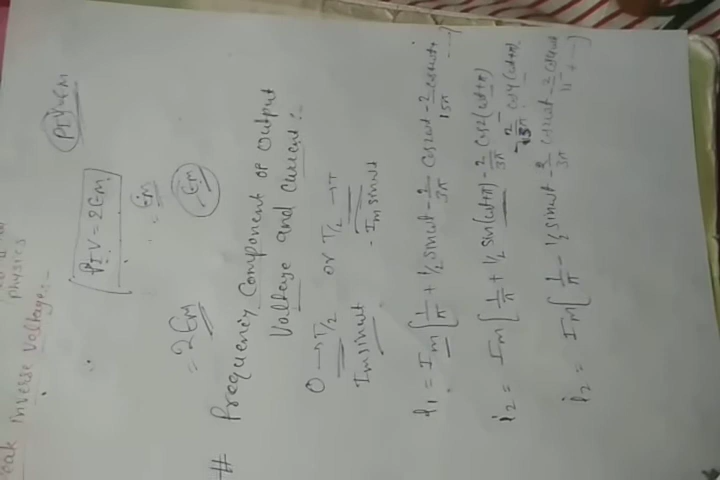 physics
eak Inverse Voltage:-
PIV = Em
PIV = 2Em
= Em
Em
= 2Em
# Frequency Component of Output
Voltage and Current:-
0 → T/2 or T/2 → T
Im sinωt - Im sinωt
i1 = Im [ 1/π + 1/2 sinωt - 2/3π cos2ωt - 2/15π cos4ωt + ...]
i2 = Im [ 1/π + 1/2 sin(ωt+π) - 2/3π cos2(ωt+π) - 2/15π cos4(ωt+π)
i2 = Im [ 1/π - 1/2 sinωt - 2/3π cos2ωt - 2/15π cos4ωt + ...]